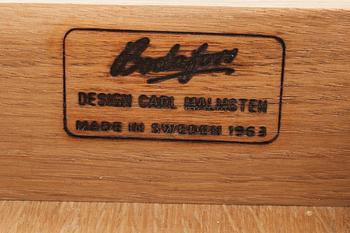 Bodafors
DESIGN CARL MALMSTEN
MADE IN SWEDEN 1963